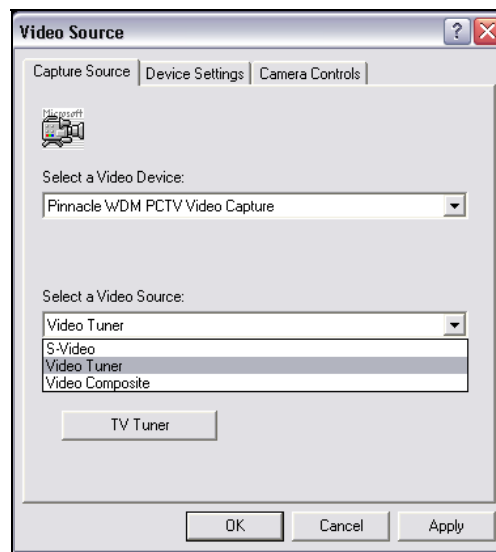 Video Source
Capture Source Device Settings Camera Controls
Microsoft
Select a Video Device:
Pinnacle WDM PCTV Video Capture
Select a Video Source:
Video Tuner
S-Video
Video Tuner
Video Composite
TV Tuner
OK Cancel Apply